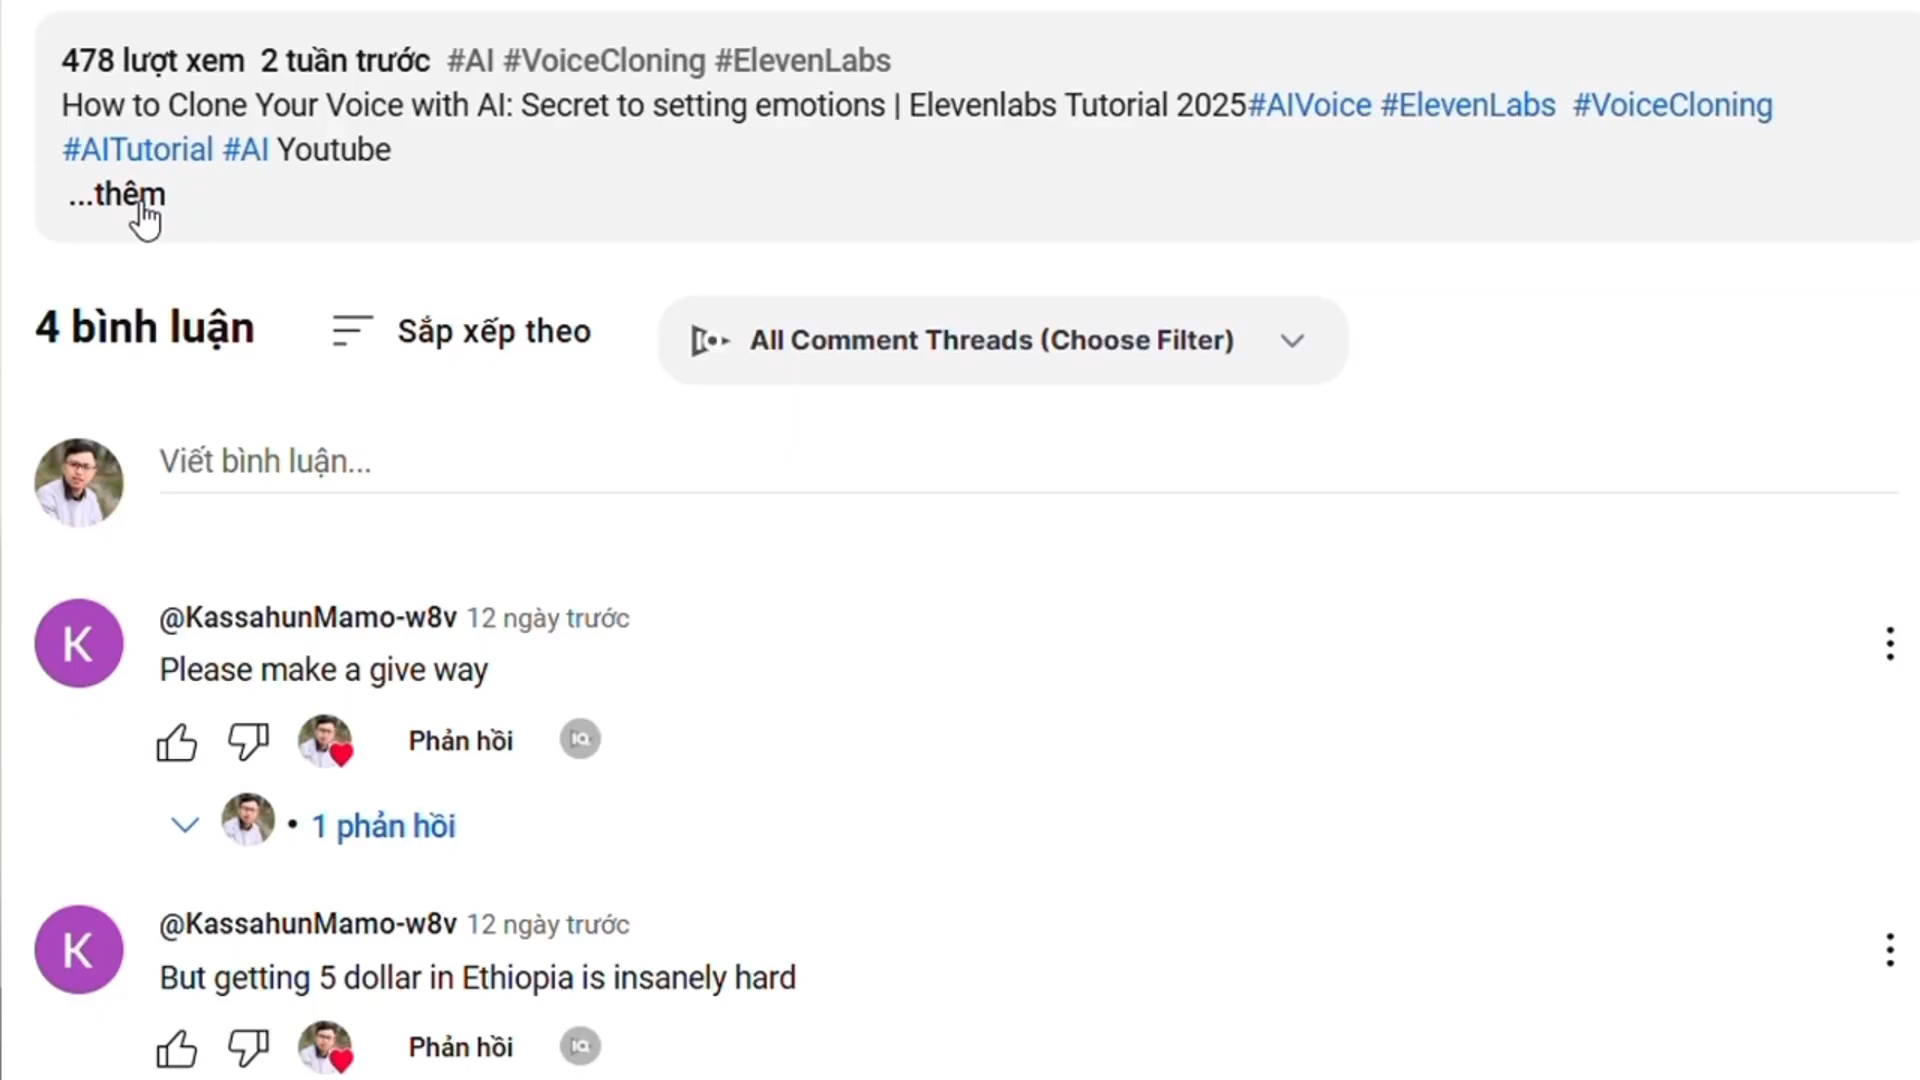 478 lượt xem 2 tuần trước #AI #VoiceCloning #ElevenLabs
How to Clone Your Voice with AI: Secret to setting emotions | Elevenlabs Tutorial 2025#AIVoice #ElevenLabs #VoiceCloning
#AITutorial #AI Youtube
...thêm
4 bình luận Sắp xếp theo All Comment Threads (Choose Filter)
Viết bình luận...
K @KassahunMamo-w8v 12 ngày trước
Please make a give way
Phản hồi IQ
• 1 phản hồi
K @KassahunMamo-w8v 12 ngày trước
But getting 5 dollar in Ethiopia is insanely hard
Phản hồi IQ